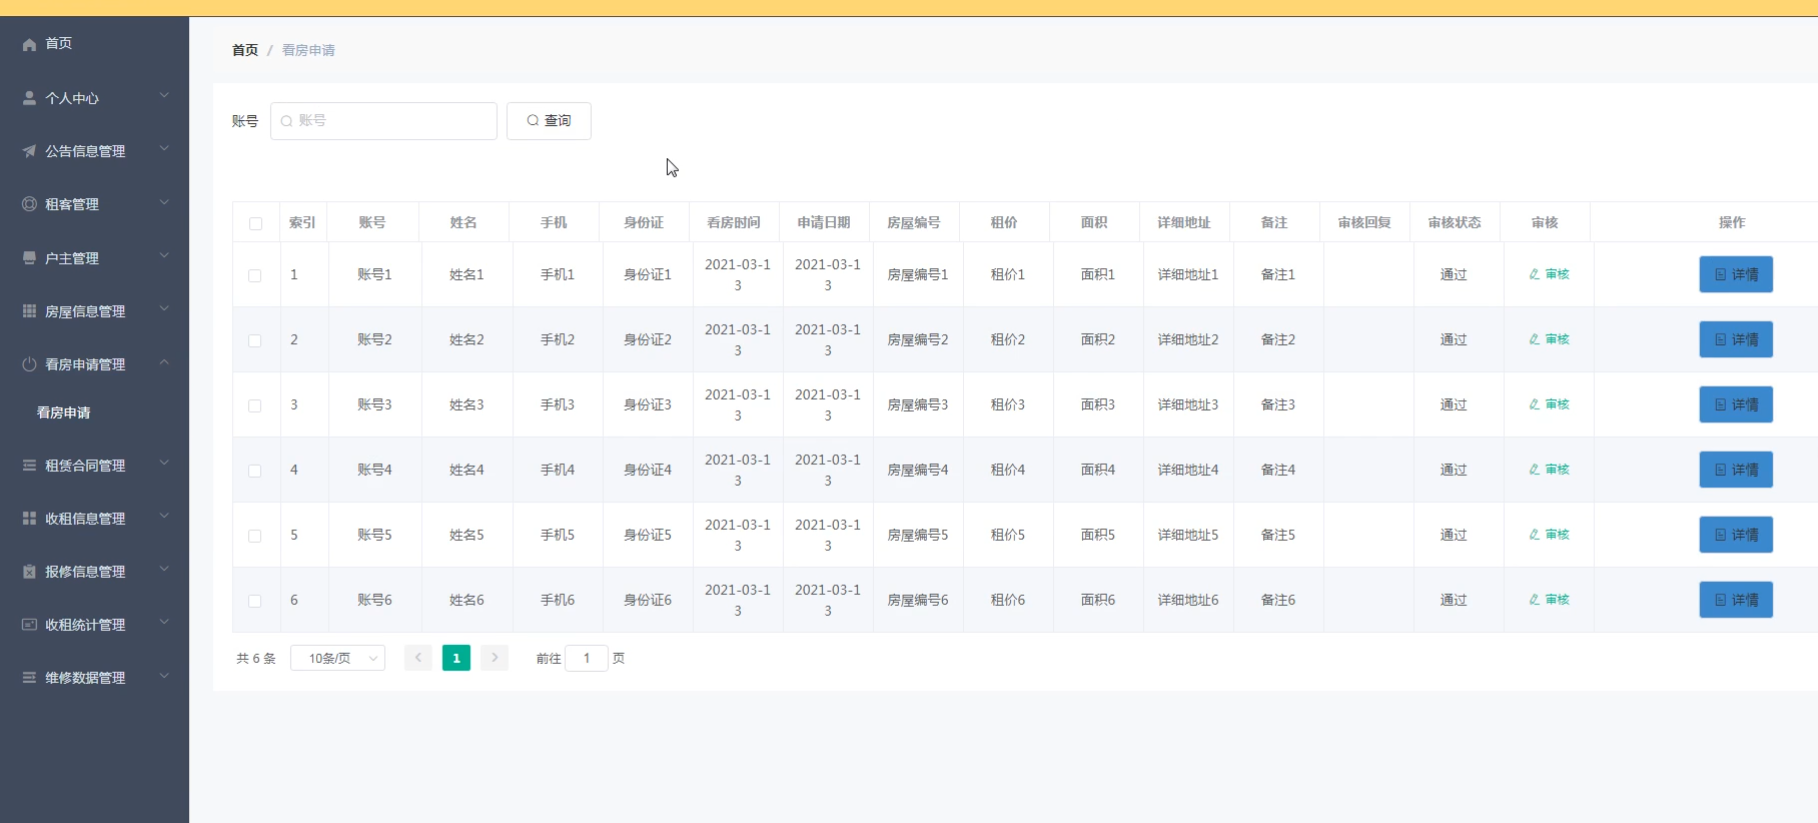 首页
个人中心
公告信息管理
租客管理
户主管理
房屋信息管理
看房申请管理
看房申请
租赁合同管理
收租信息管理
报修信息管理
收租统计管理
维修数据管理
首页 / 看房申请
账号 账号 查询
索引 账号 姓名 手机 身份证 看房时间 申请日期 房屋编号 租价 面积 详细地址 备注 审核回复 审核状态 审核 操作
1 账号1 姓名1 手机1 身份证1 2021-03-13 2021-03-13 房屋编号1 租价1 面积1 详细地址1 备注1 通过 审核 详情
2 账号2 姓名2 手机2 身份证2 2021-03-13 2021-03-13 房屋编号2 租价2 面积2 详细地址2 备注2 通过 审核 详情
3 账号3 姓名3 手机3 身份证3 2021-03-13 2021-03-13 房屋编号3 租价3 面积3 详细地址3 备注3 通过 审核 详情
4 账号4 姓名4 手机4 身份证4 2021-03-13 2021-03-13 房屋编号4 租价4 面积4 详细地址4 备注4 通过 审核 详情
5 账号5 姓名5 手机5 身份证5 2021-03-13 2021-03-13 房屋编号5 租价5 面积5 详细地址5 备注5 通过 审核 详情
6 账号6 姓名6 手机6 身份证6 2021-03-13 2021-03-13 房屋编号6 租价6 面积6 详细地址6 备注6 通过 审核 详情
共 6 条 10条/页 1 前往 1 页